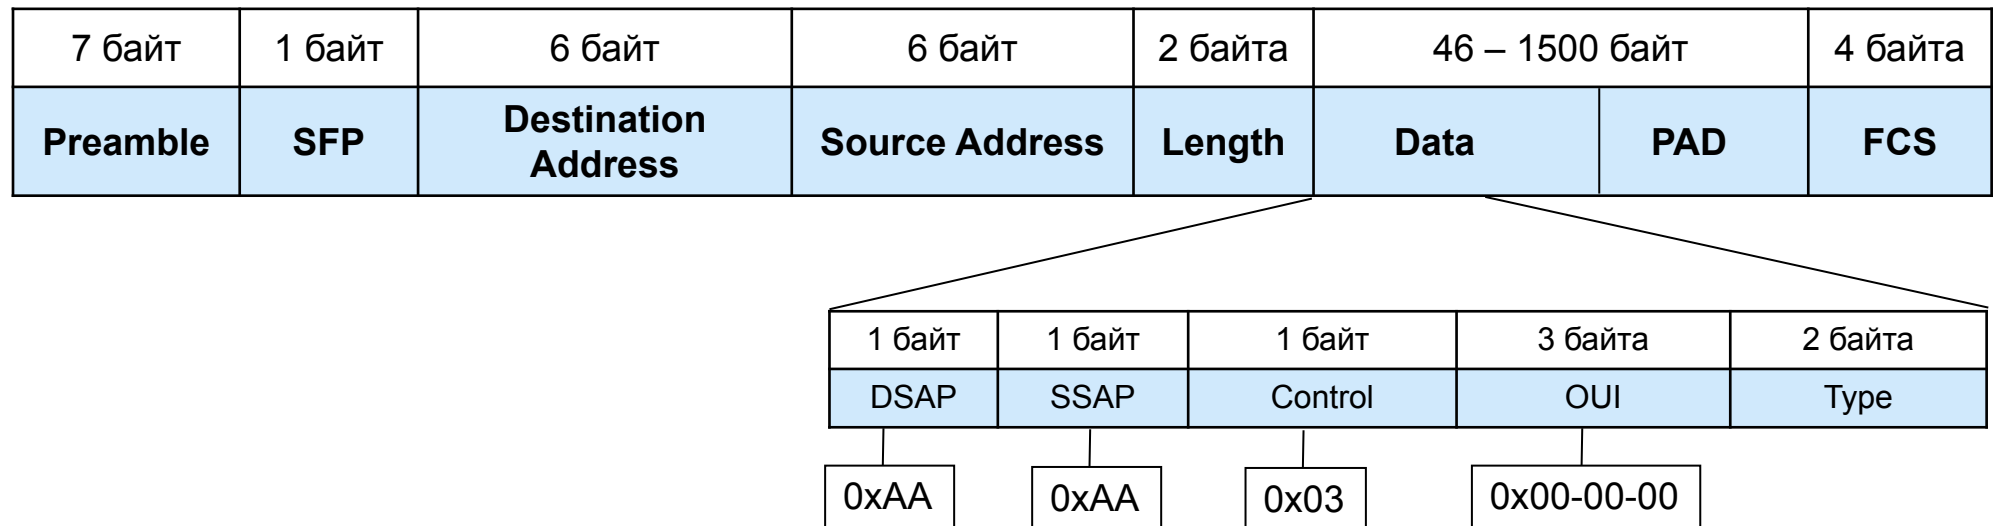 7 байт 1 байт 6 байт 6 байт 2 байта 46 – 1500 байт 4 байта
Preamble SFP Destination Address Source Address Length Data PAD FCS
1 байт 1 байт 1 байт 3 байта 2 байта
DSAP SSAP Control OUI Type
0xAA 0xAA 0x03 0x00-00-00